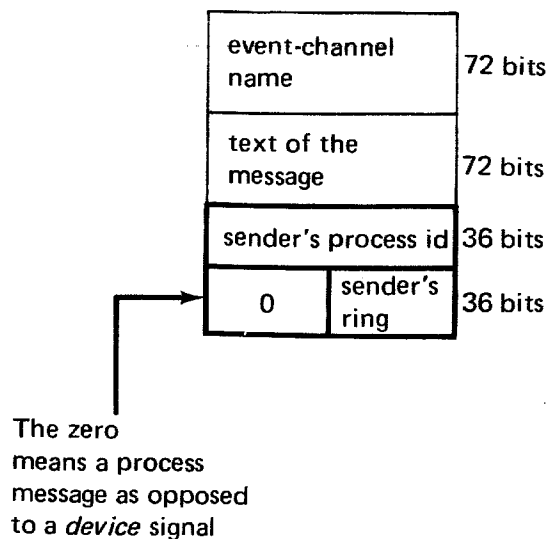 event-channel
name
72 bits
text of the
message
72 bits
sender's process id
36 bits
0
sender's
ring
36 bits
The zero
means a process
message as opposed
to a device signal